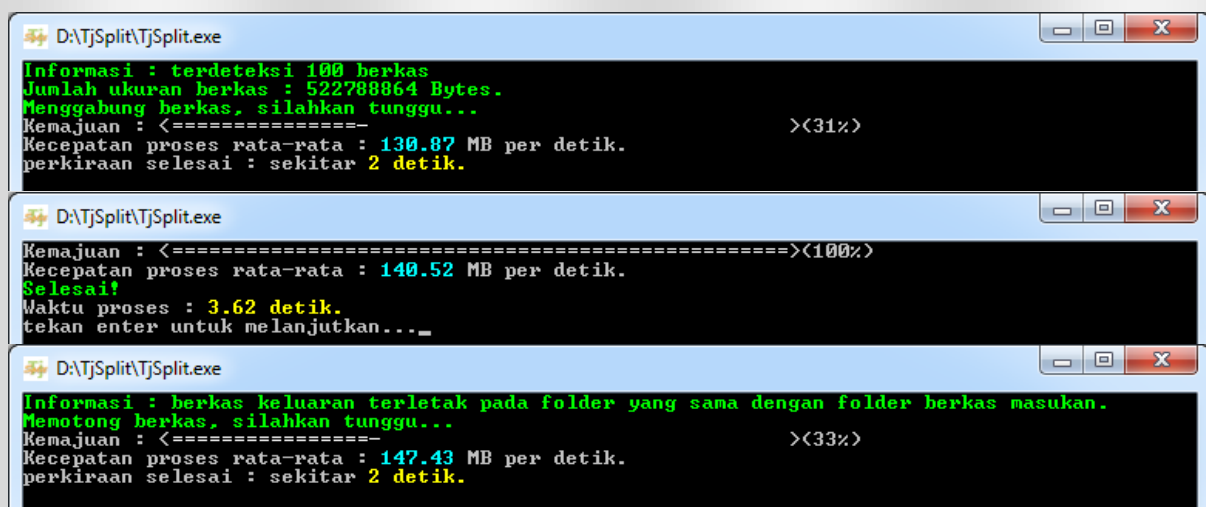 D:\TjSplit\TjSplit.exe
Informasi : terdeteksi 100 berkas
Jumlah ukuran berkas : 522788864 Bytes.
Menggabung berkas, silahkan tunggu...
Kemajuan : <===============-                                  >(31%)
Kecepatan proses rata-rata : 130.87 MB per detik.
perkiraan selesai : sekitar 2 detik.
D:\TjSplit\TjSplit.exe
Kemajuan : <==================================================>(100%)
Kecepatan proses rata-rata : 140.52 MB per detik.
Selesai!
Waktu proses : 3.62 detik.
tekan enter untuk melanjutkan..._
D:\TjSplit\TjSplit.exe
Informasi : berkas keluaran terletak pada folder yang sama dengan folder berkas masukan.
Memotong berkas, silahkan tunggu...
Kemajuan : <================-                                 >(33%)
Kecepatan proses rata-rata : 147.43 MB per detik.
perkiraan selesai : sekitar 2 detik.